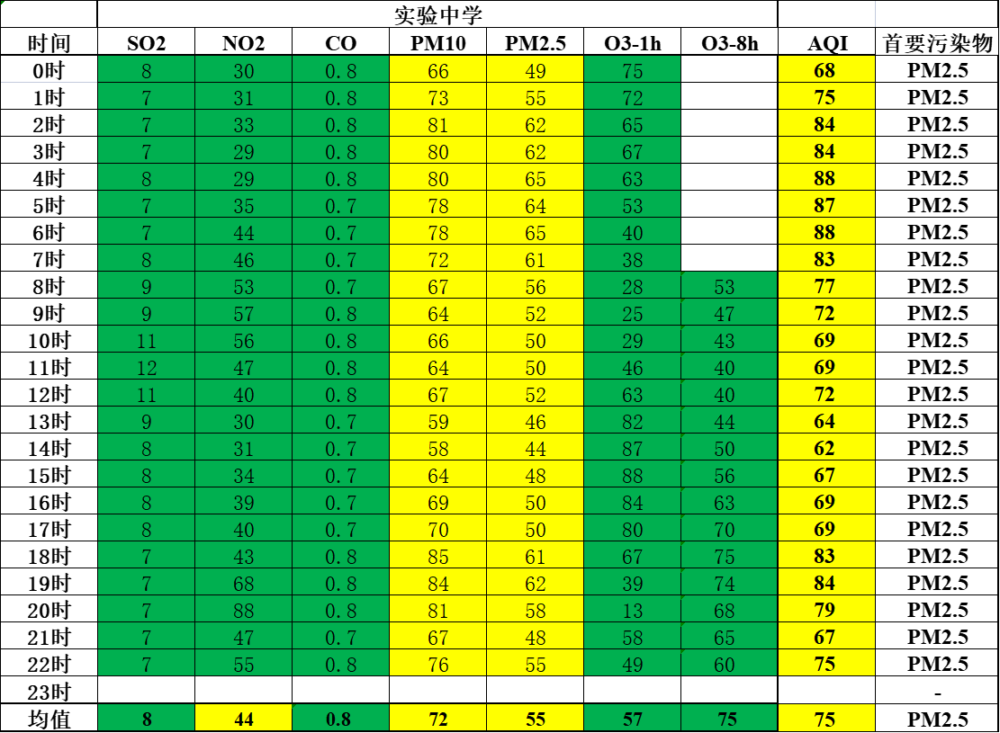 实验中学
时间 SO2 NO2 CO PM10 PM2.5 O3-1h O3-8h AQI 首要污染物
0时 8 30 0.8 66 49 75 68 PM2.5
1时 7 31 0.8 73 55 72 75 PM2.5
2时 7 33 0.8 81 62 65 84 PM2.5
3时 7 29 0.8 80 62 67 84 PM2.5
4时 8 29 0.8 80 65 63 88 PM2.5
5时 7 35 0.7 78 64 53 87 PM2.5
6时 7 44 0.7 78 65 40 88 PM2.5
7时 8 46 0.7 72 61 38 83 PM2.5
8时 9 53 0.7 67 56 28 53 77 PM2.5
9时 9 57 0.8 64 52 25 47 72 PM2.5
10时 11 56 0.8 66 50 29 43 69 PM2.5
11时 12 47 0.8 64 50 46 40 69 PM2.5
12时 11 40 0.8 67 52 63 40 72 PM2.5
13时 9 30 0.7 59 46 82 44 64 PM2.5
14时 8 31 0.7 58 44 87 50 62 PM2.5
15时 8 34 0.7 64 48 88 56 67 PM2.5
16时 8 39 0.7 69 50 84 63 69 PM2.5
17时 8 40 0.7 70 50 80 70 69 PM2.5
18时 7 43 0.8 85 61 67 75 83 PM2.5
19时 7 68 0.8 84 62 39 74 84 PM2.5
20时 7 88 0.8 81 58 13 68 79 PM2.5
21时 7 47 0.7 67 48 58 65 67 PM2.5
22时 7 55 0.8 76 55 49 60 75 PM2.5
23时 -
均值 8 44 0.8 72 55 57 75 75 PM2.5